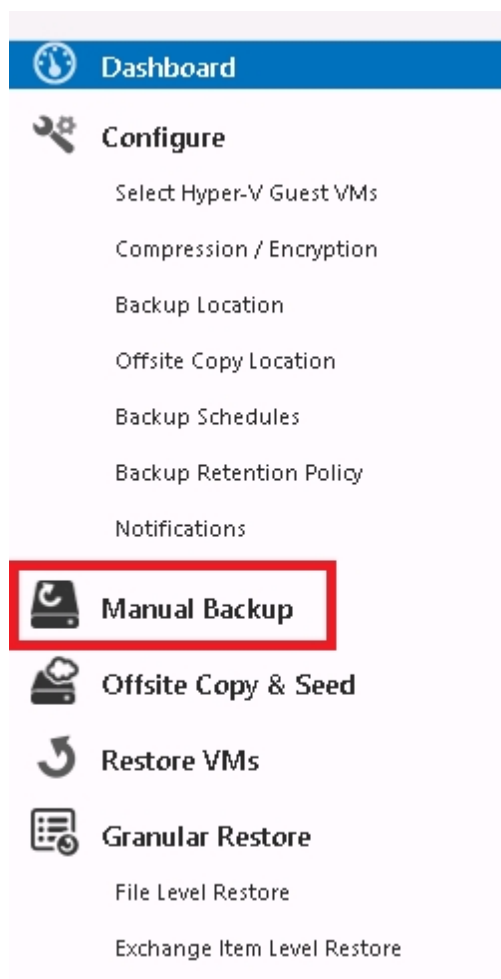 Dashboard
Configure
Select Hyper-V Guest VMs
Compression / Encryption
Backup Location
Offsite Copy Location
Backup Schedules
Backup Retention Policy
Notifications
Manual Backup
Offsite Copy & Seed
Restore VMs
Granular Restore
File Level Restore
Exchange Item Level Restore